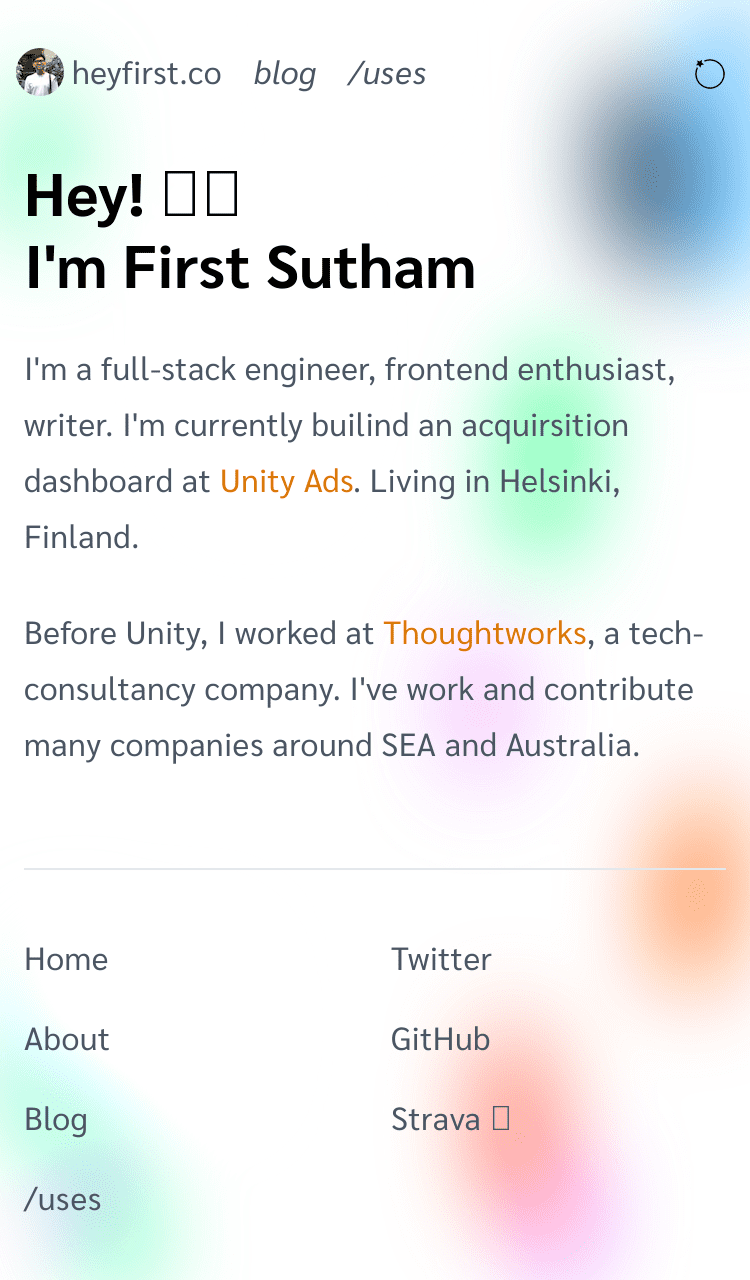 heyfirst.co blog /uses
Hey! 
I'm First Sutham
I'm a full-stack engineer, frontend enthusiast,
writer. I'm currently builind an acquirsition
dashboard at Unity Ads. Living in Helsinki,
Finland.
Before Unity, I worked at Thoughtworks, a tech-
consultancy company. I've work and contribute
many companies around SEA and Australia.
Home
About
Blog
/uses
Twitter
GitHub
Strava